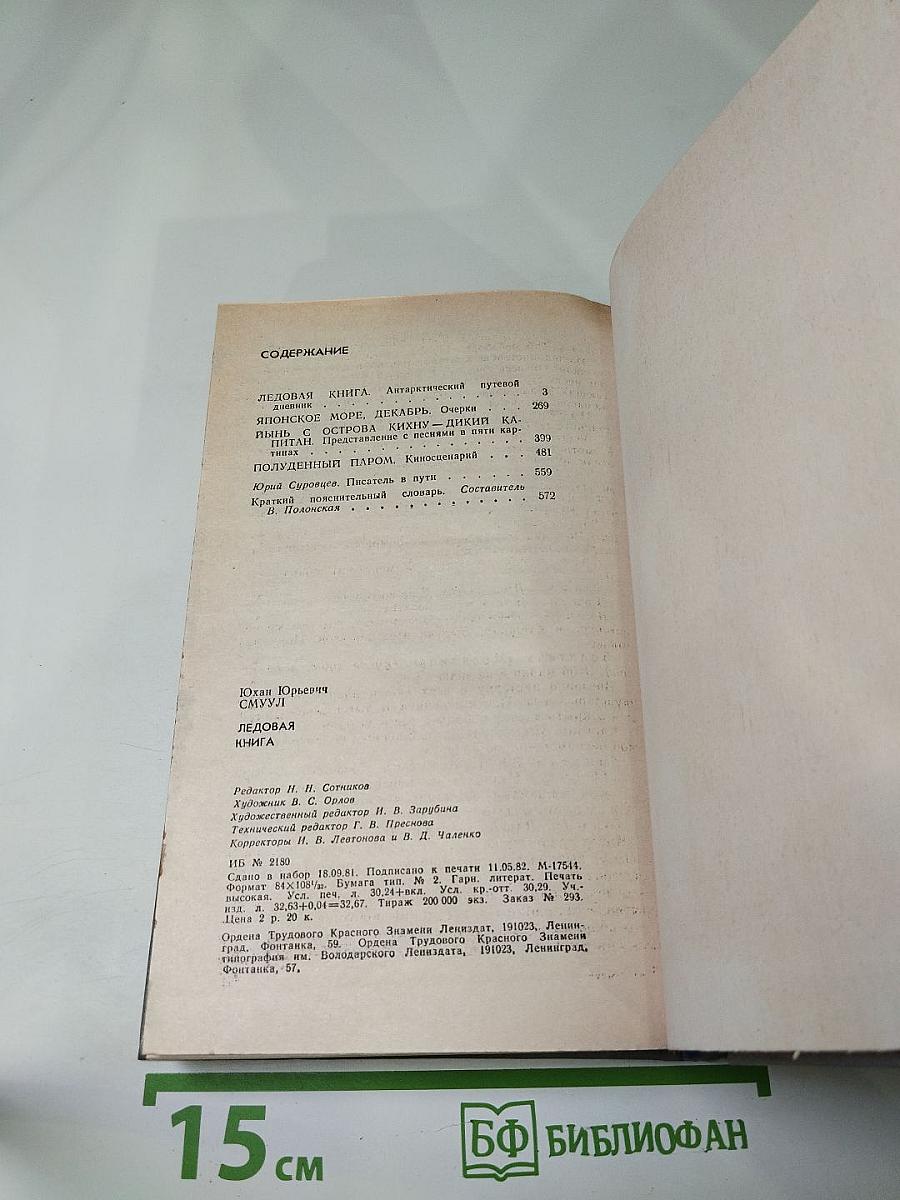 СОДЕРЖАНИЕ
ЛЕДОВАЯ КНИГА. Антарктический путевой
дневник . . . . . . . . . . . . . . 3
ЯПОНСКОЕ МОРЕ, ДЕКАБРЬ. Очерки . . . 269
ЙЫНЬ С ОСТРОВА КИХНУ — ДИКИЙ КА-
ПИТАН. Представление с песнями в пяти кар-
тинах . . . . . . . . . . . . . . . 399
ПОЛУДЕННЫЙ ПАРОМ. Киносценарий . . . 481
Юрий Суровцев. Писатель в пути . . . . . . 559
Краткий пояснительный словарь. Составитель
В. Полонская . . . . . . . . . . . . 572
Юхан Юрьевич
СМУУЛ
ЛЕДОВАЯ
КНИГА
Редактор Н. Н. Сотников
Художник В. С. Орлов
Художественный редактор И. В. Зарубина
Технический редактор Г. В. Преснова
Корректоры И. В. Левтонова и В. Д. Чаленко
ИБ № 2180
Сдано в набор 18.09.81. Подписано к печати 11.05.82. М-17544.
Формат 84×108¹/₃₂. Бумага тип. № 2. Гарн. литерат. Печать
высокая. Усл. печ. л. 30,24+вкл. Усл. кр.-отт. 30,29. Уч.-
изд. л. 32,63+0,04=32,67. Тираж 200 000 экз. Заказ № 293.
Цена 2 р. 20 к.
Ордена Трудового Красного Знамени Лениздат, 191023, Ленин-
град, Фонтанка, 59. Ордена Трудового Красного Знамени
типография им. Володарского Лениздата, 191023, Ленинград,
Фонтанка, 57.
15 см
БФ БИБЛИОФАН